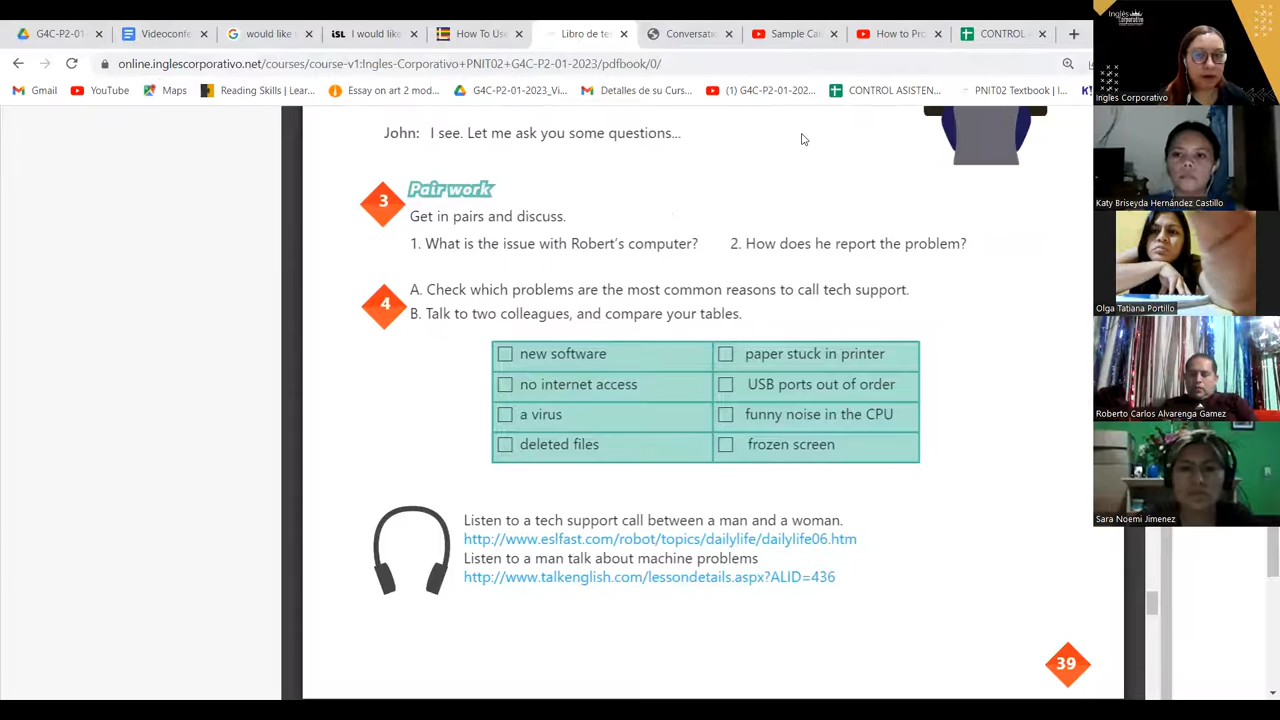 G4C-P2-01
Videoconfe
would like
I would like
How To Use
Libro de te
Conversatio
Sample Cal
How to Pro
CONTROL A
online.inglescorporativo.net/courses/course-v1:Ingles-Corporativo+PNIT02+G4C-P2-01-2023/pdfbook/0/
Gmail
YouTube
Maps
Reading Skills | Lear...
Essay on art 2 mod...
G4C-P2-01-2023_Vi...
Detalles de su Curs...
(1) G4C-P2-01-202...
CONTROL ASISTEN...
PNIT02 Textbook | I...
John: I see. Let me ask you some questions...
3
Pair work
Get in pairs and discuss.
1. What is the issue with Robert's computer?
2. How does he report the problem?
4
A. Check which problems are the most common reasons to call tech support.
B. Talk to two colleagues, and compare your tables.
new software
paper stuck in printer
no internet access
USB ports out of order
a virus
funny noise in the CPU
deleted files
frozen screen
Listen to a tech support call between a man and a woman.
http://www.eslfast.com/robot/topics/dailylife/dailylife06.htm
Listen to a man talk about machine problems
http://www.talkenglish.com/lessondetails.aspx?ALID=436
39
Inglés
Corporativo
Ingles Corporativo
Katy Briseyda Hernández Castillo
Olga Tatiana Portillo
Roberto Carlos Alvarenga Gamez
Sara Noemi Jimenez